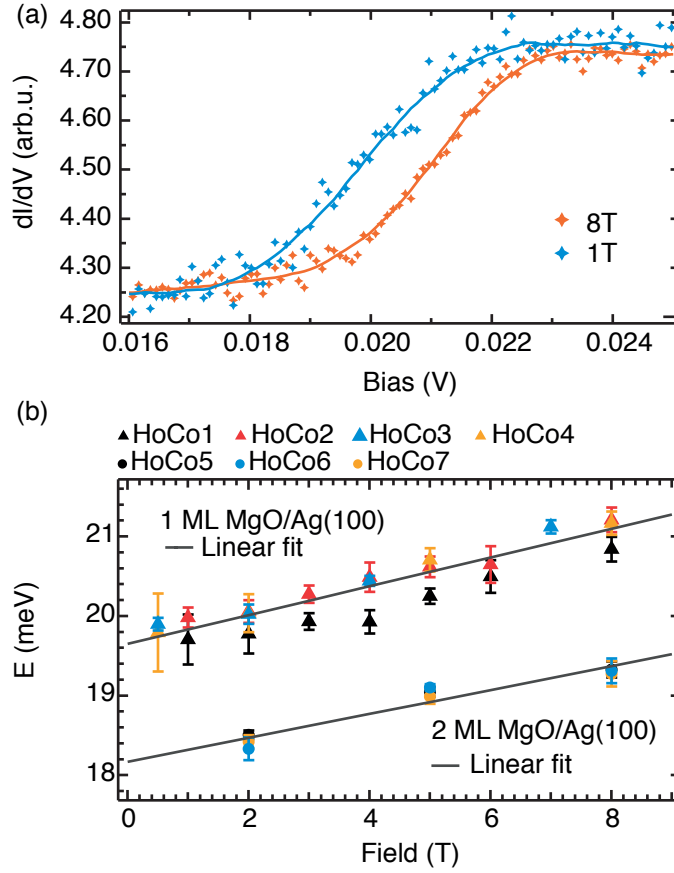 (a)
4.80
4.70
4.60
4.50
4.40
4.30
4.20
dI/dV (arb.u.)
8T
1T
0.016 0.018 0.020 0.022 0.024
Bias (V)
(b)
HoCo1 HoCo2 HoCo3 HoCo4
HoCo5 HoCo6 HoCo7
21
20
19
18
E (meV)
1 ML MgO/Ag(100)
Linear fit
2 ML MgO/Ag(100)
Linear fit
0 2 4 6 8
Field (T)